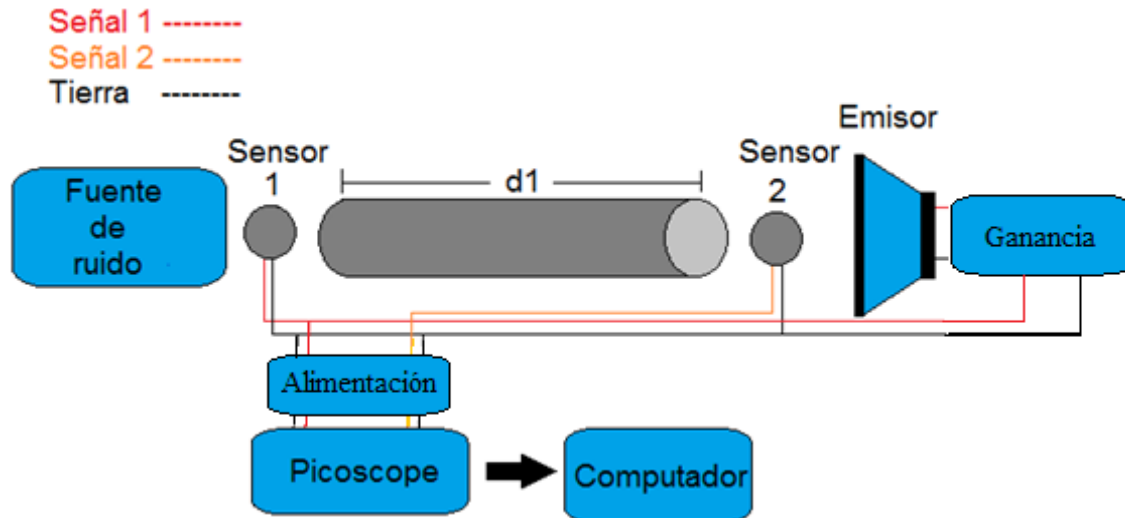 Señal 1 --------
Señal 2 --------
Tierra --------
Emisor
Sensor
1
d1
Sensor
2
Fuente
de
ruido
Ganancia
Alimentación
Picoscope
Computador